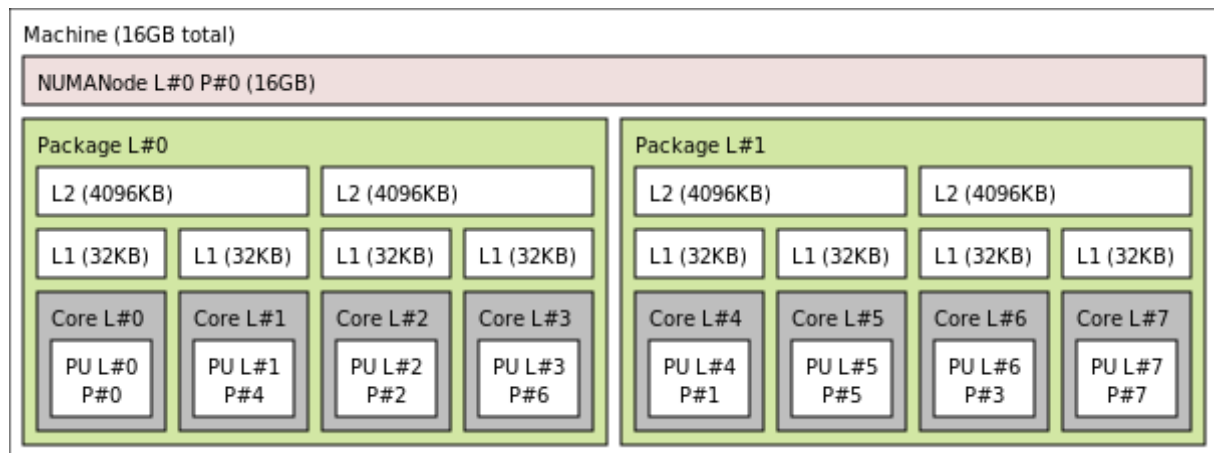 Machine (16GB total)
NUMANode L#0 P#0 (16GB)
Package L#0
L2 (4096KB) L2 (4096KB)
L1 (32KB) L1 (32KB) L1 (32KB) L1 (32KB)
Core L#0 Core L#1 Core L#2 Core L#3
PU L#0 PU L#1 PU L#2 PU L#3
P#0 P#4 P#2 P#6
Package L#1
L2 (4096KB) L2 (4096KB)
L1 (32KB) L1 (32KB) L1 (32KB) L1 (32KB)
Core L#4 Core L#5 Core L#6 Core L#7
PU L#4 PU L#5 PU L#6 PU L#7
P#1 P#5 P#3 P#7